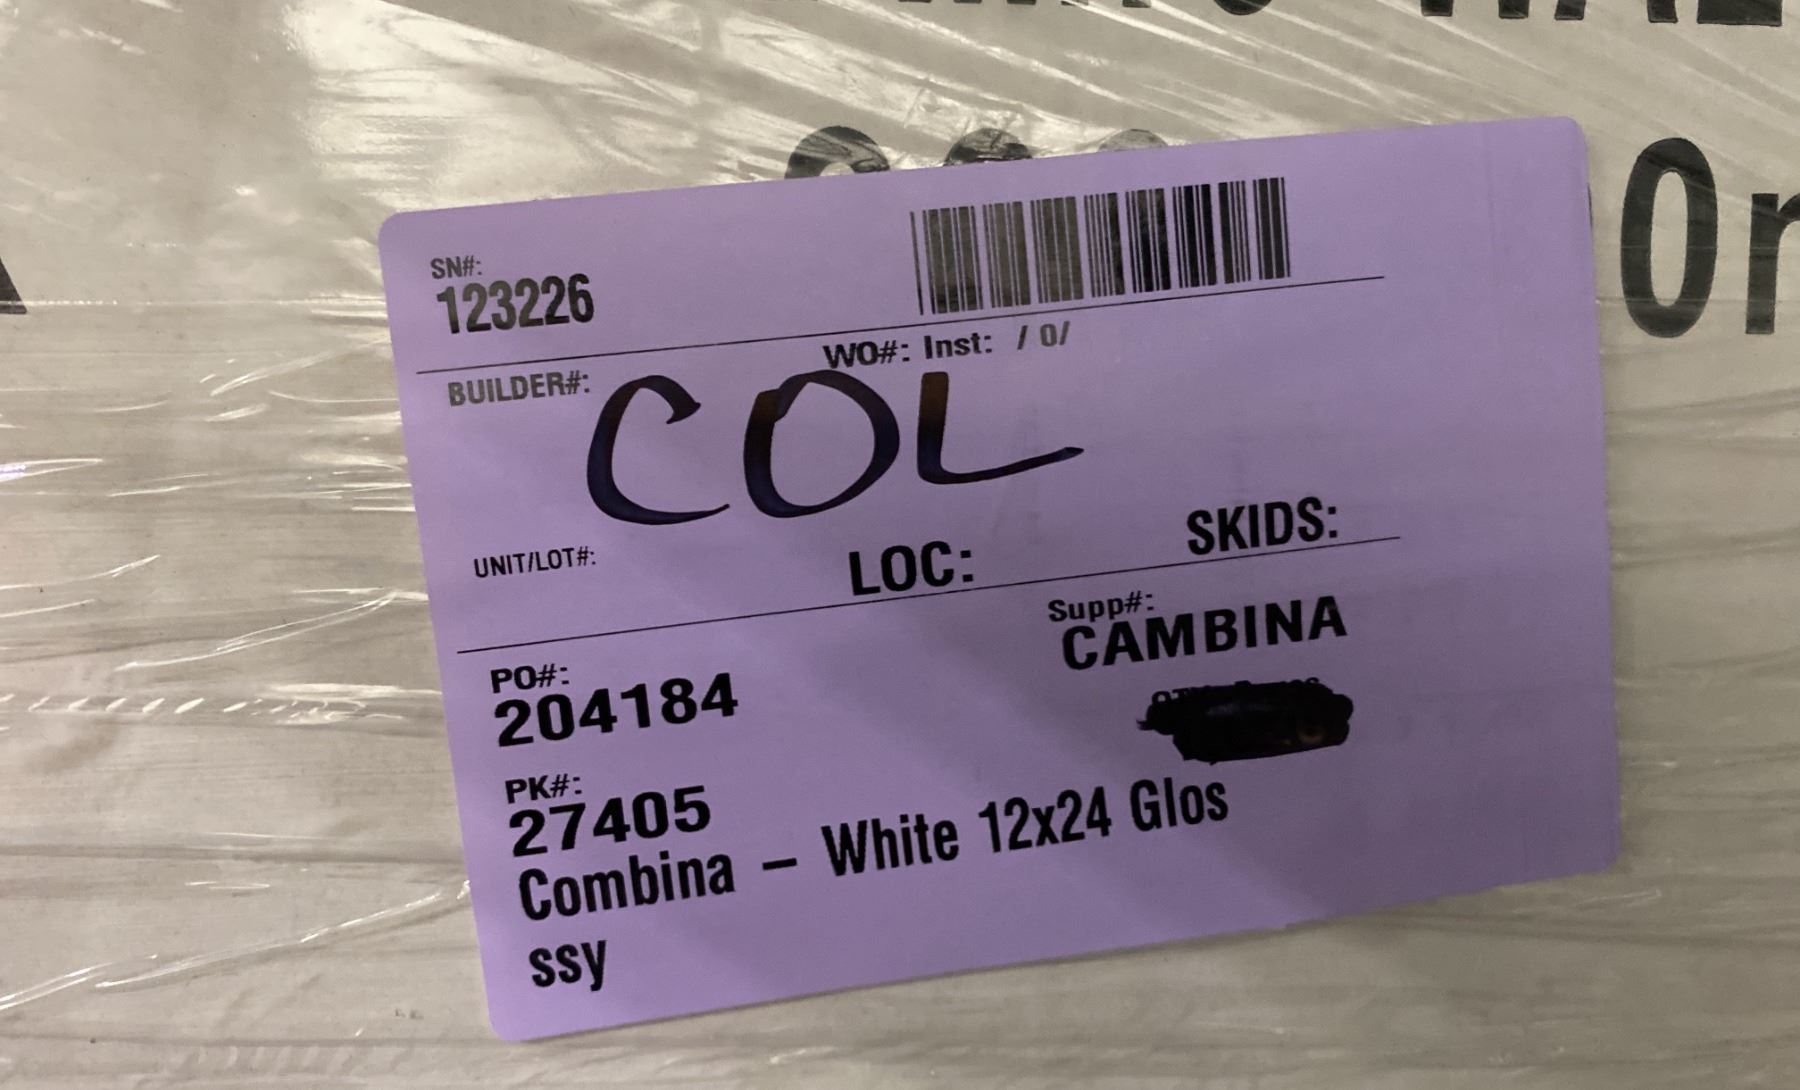 SN#:
123226
WO#: Inst: / 0/
BUILDER#:
COL
UNIT/LOT#:
LOC:
SKIDS:
Supp#:
CAMBINA
PO#:
204184
PK#:
27405
Combina – White 12x24 Glos
ssy